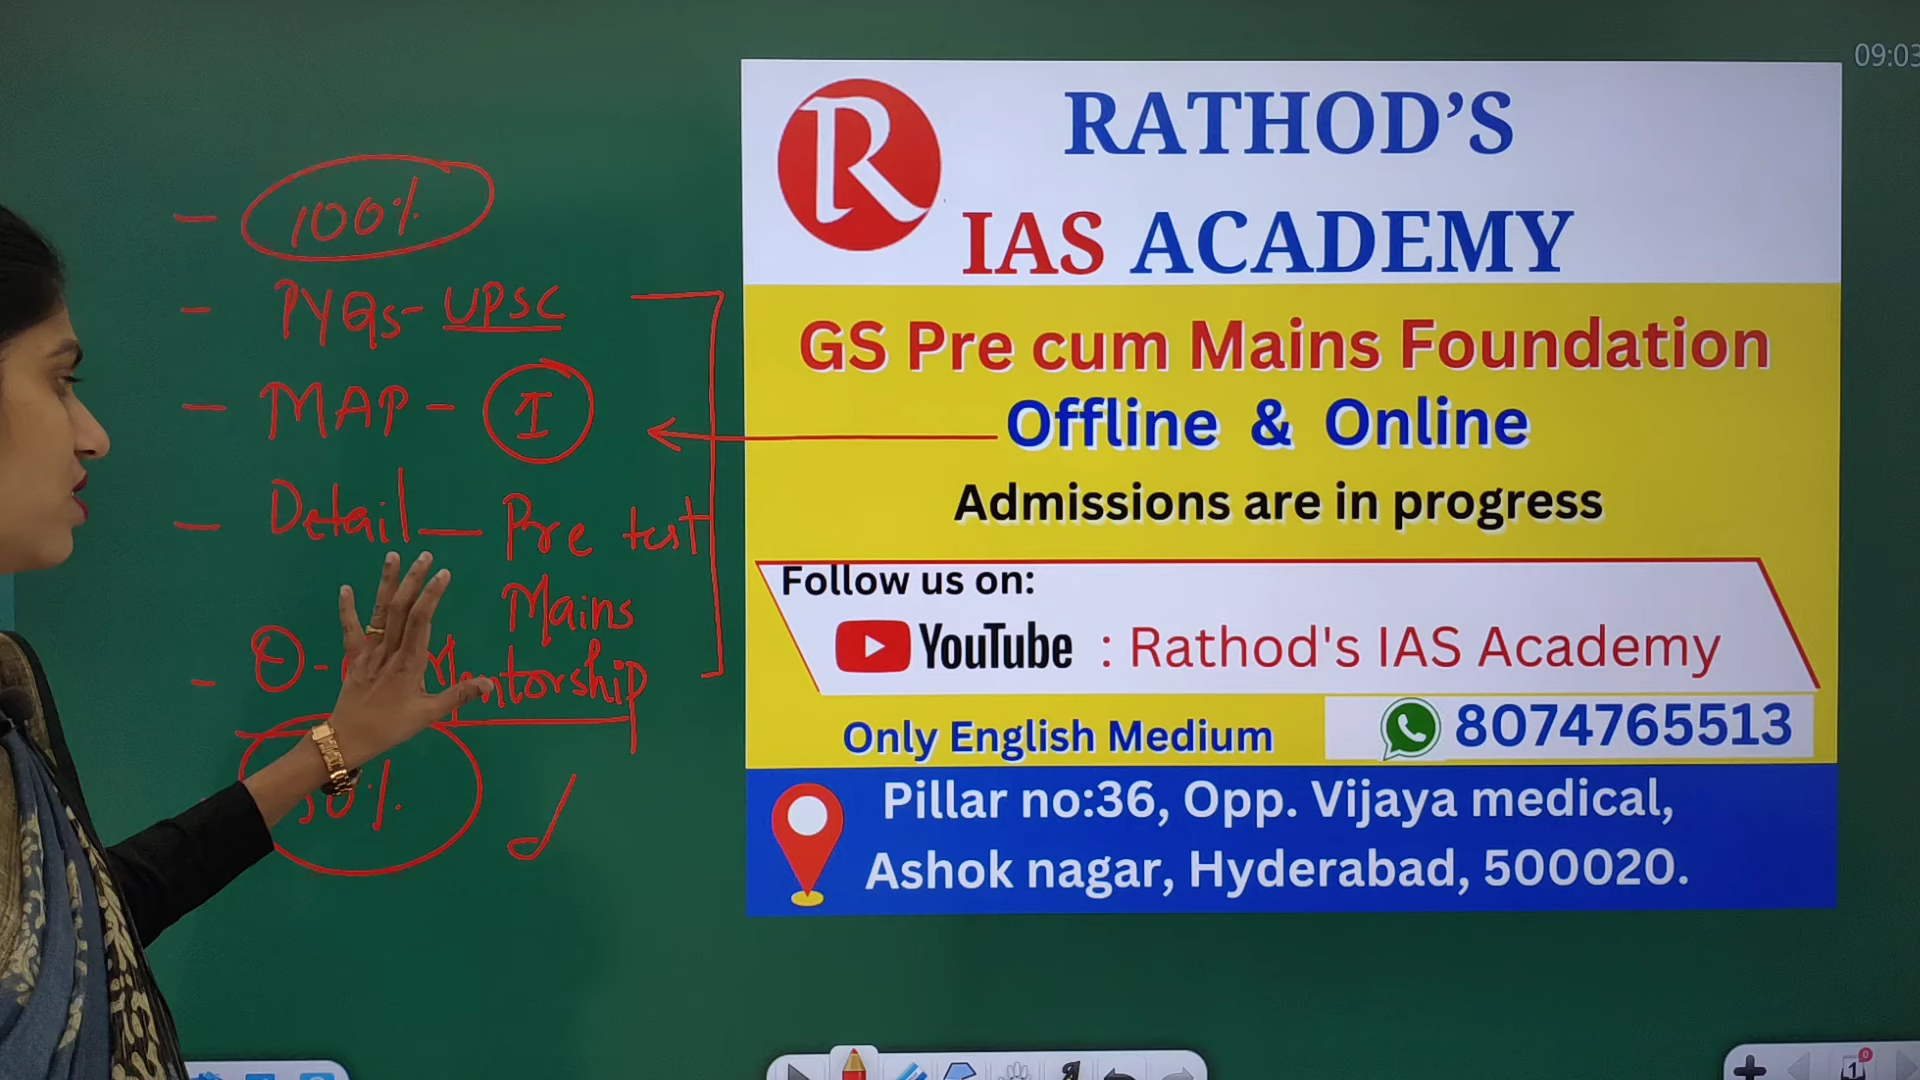 09:03
- 100%
- PYQs - UPSC
- MAP - I
- Detail - Pre test
Mains
- Mentorship
50%
R
RATHOD'S
IAS ACADEMY
GS Pre cum Mains Foundation
Offline & Online
Admissions are in progress
Follow us on:
YouTube : Rathod's IAS Academy
Only English Medium
8074765513
Pillar no:36, Opp. Vijaya medical,
Ashok nagar, Hyderabad, 500020.
1